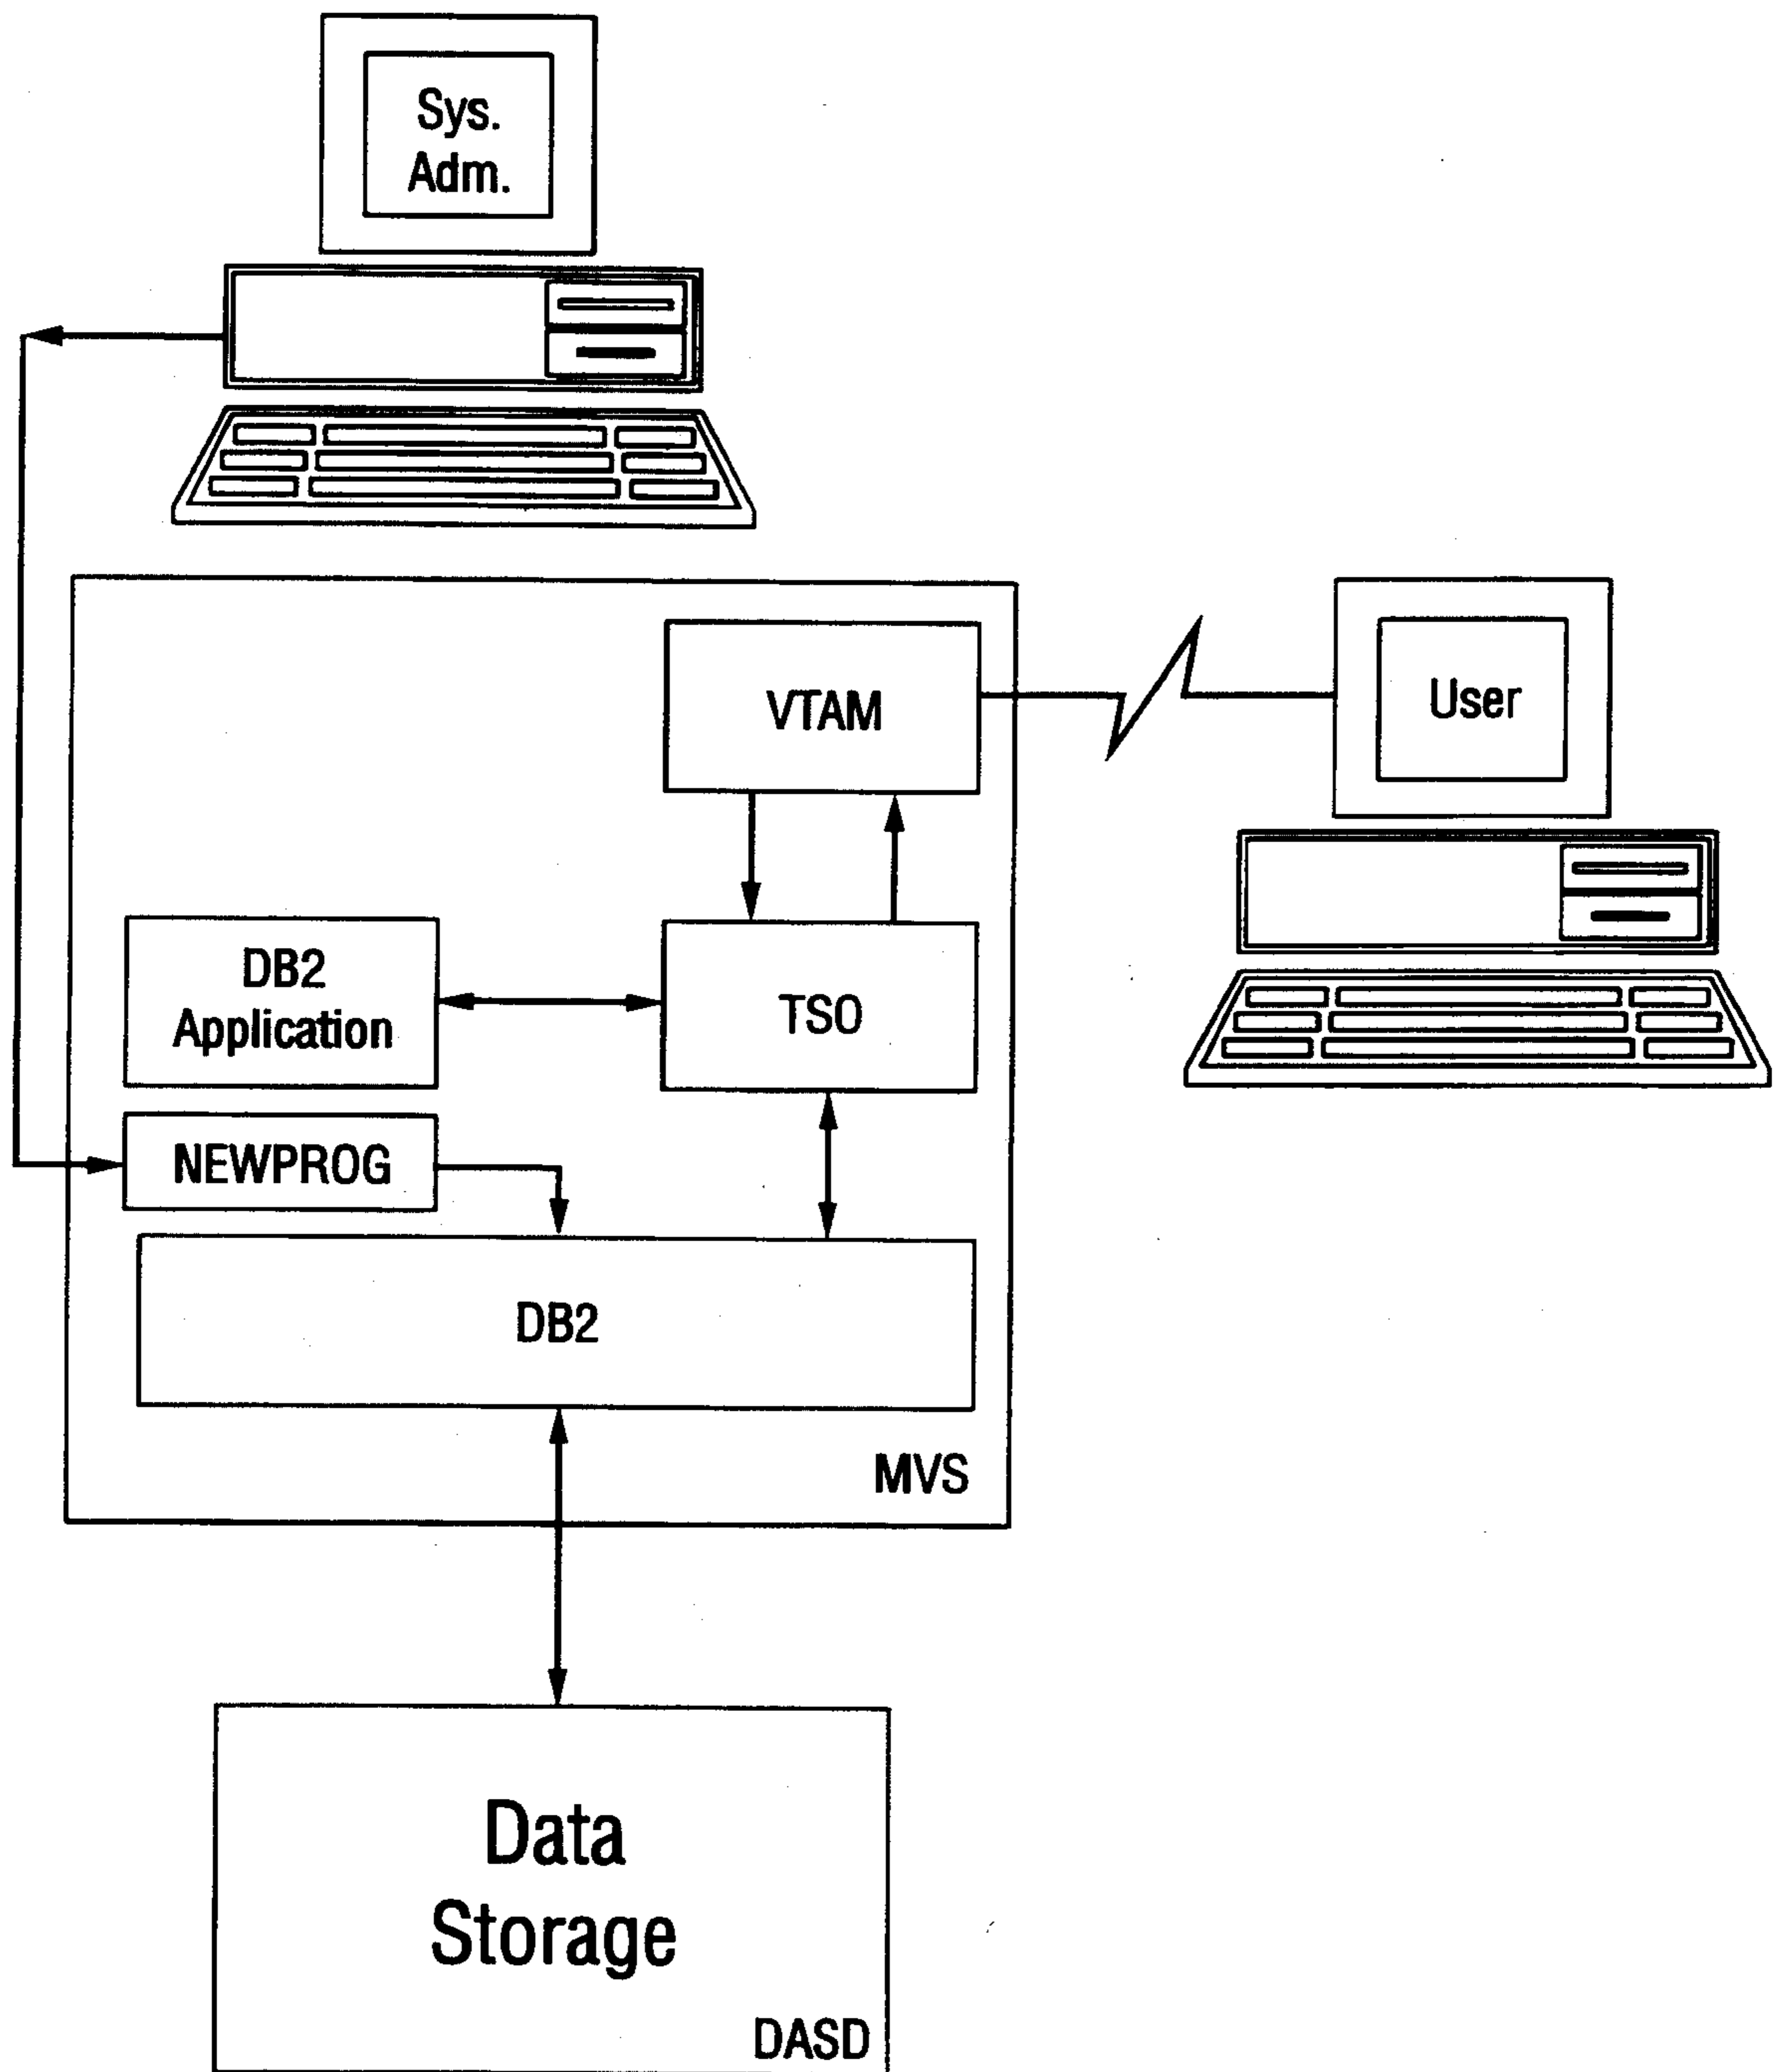 Sys.
Adm.
VTAM
User
DB2
Application
TSO
NEWPROG
DB2
MVS
Data
Storage
DASD